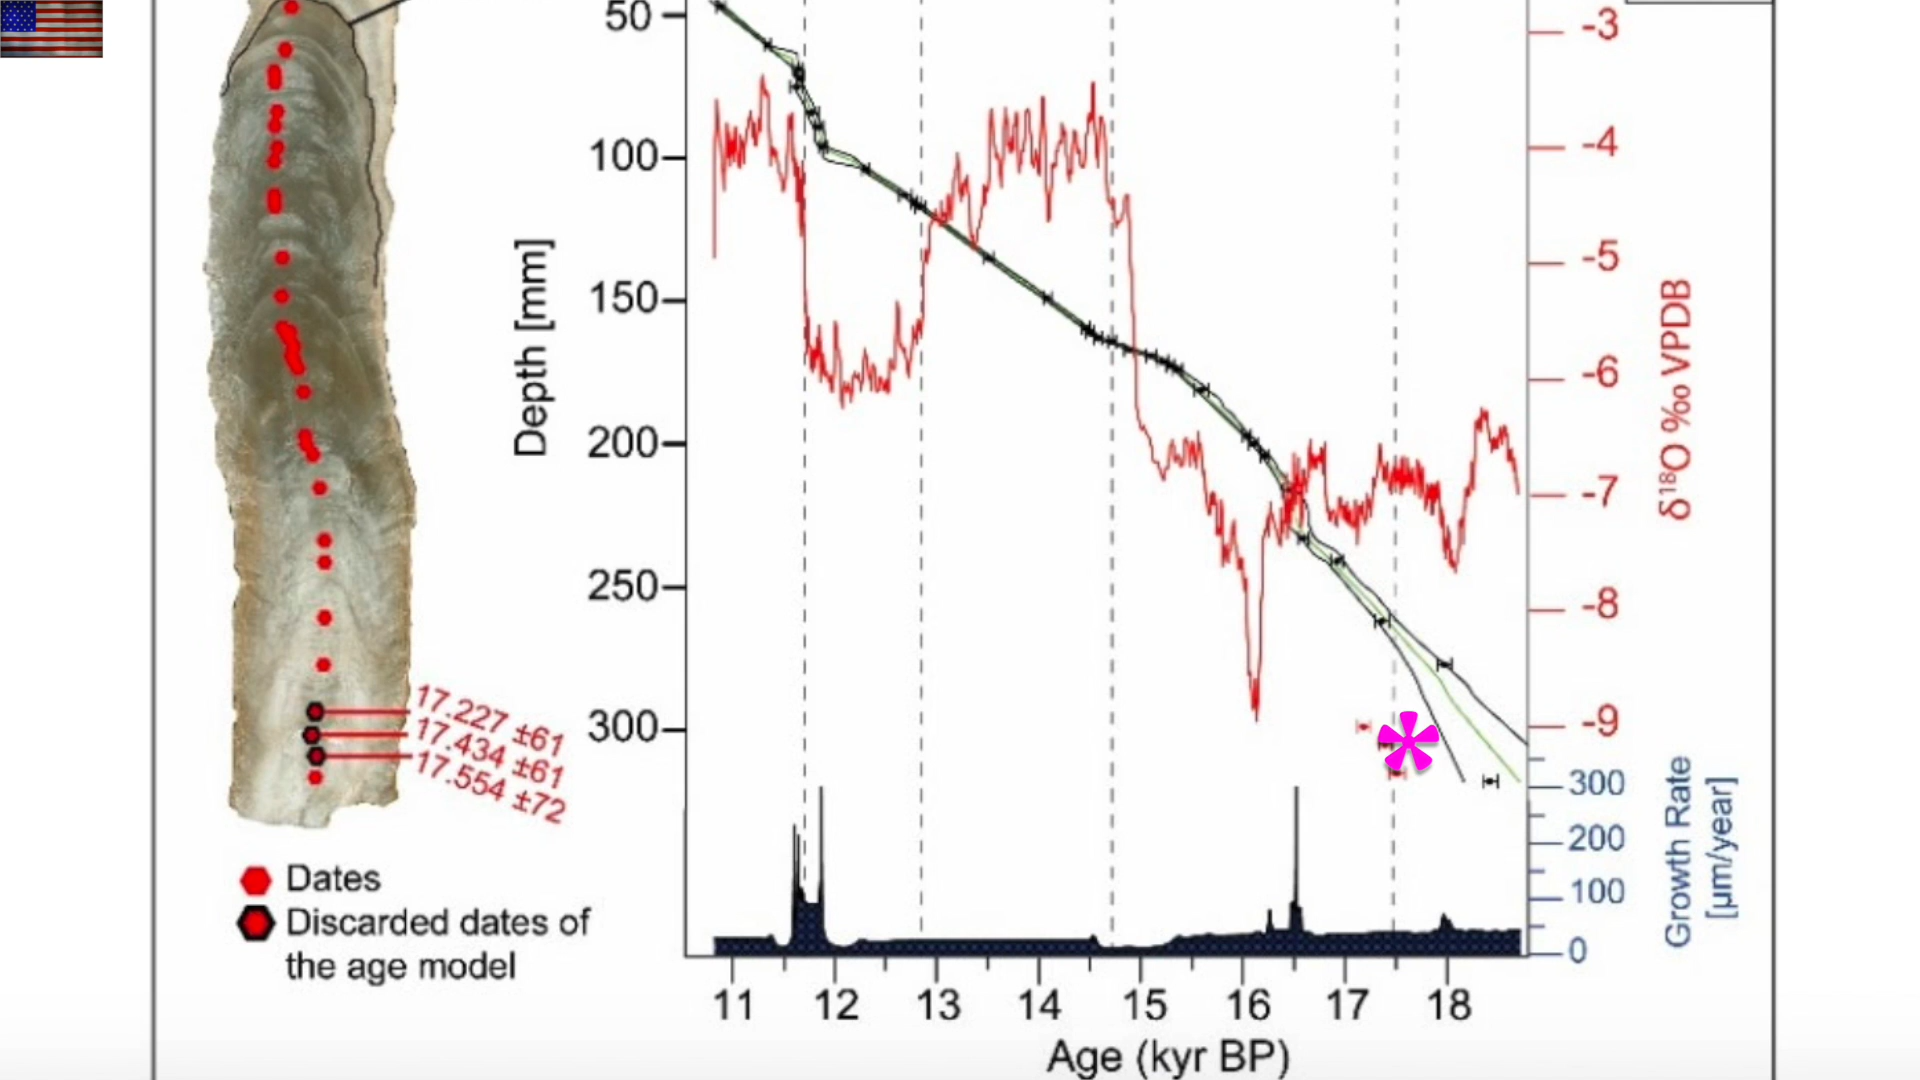 50
100
150
200
250
300
Depth [mm]
-3
-4
-5
-6
-7
-8
-9
δ¹⁸O ‰ VPDB
300
200
100
0
Growth Rate
[µm/year]
17.227 ±61
17.434 ±61
17.554 ±72
Dates
Discarded dates of
the age model
11 12 13 14 15 16 17 18
Age (kyr BP)